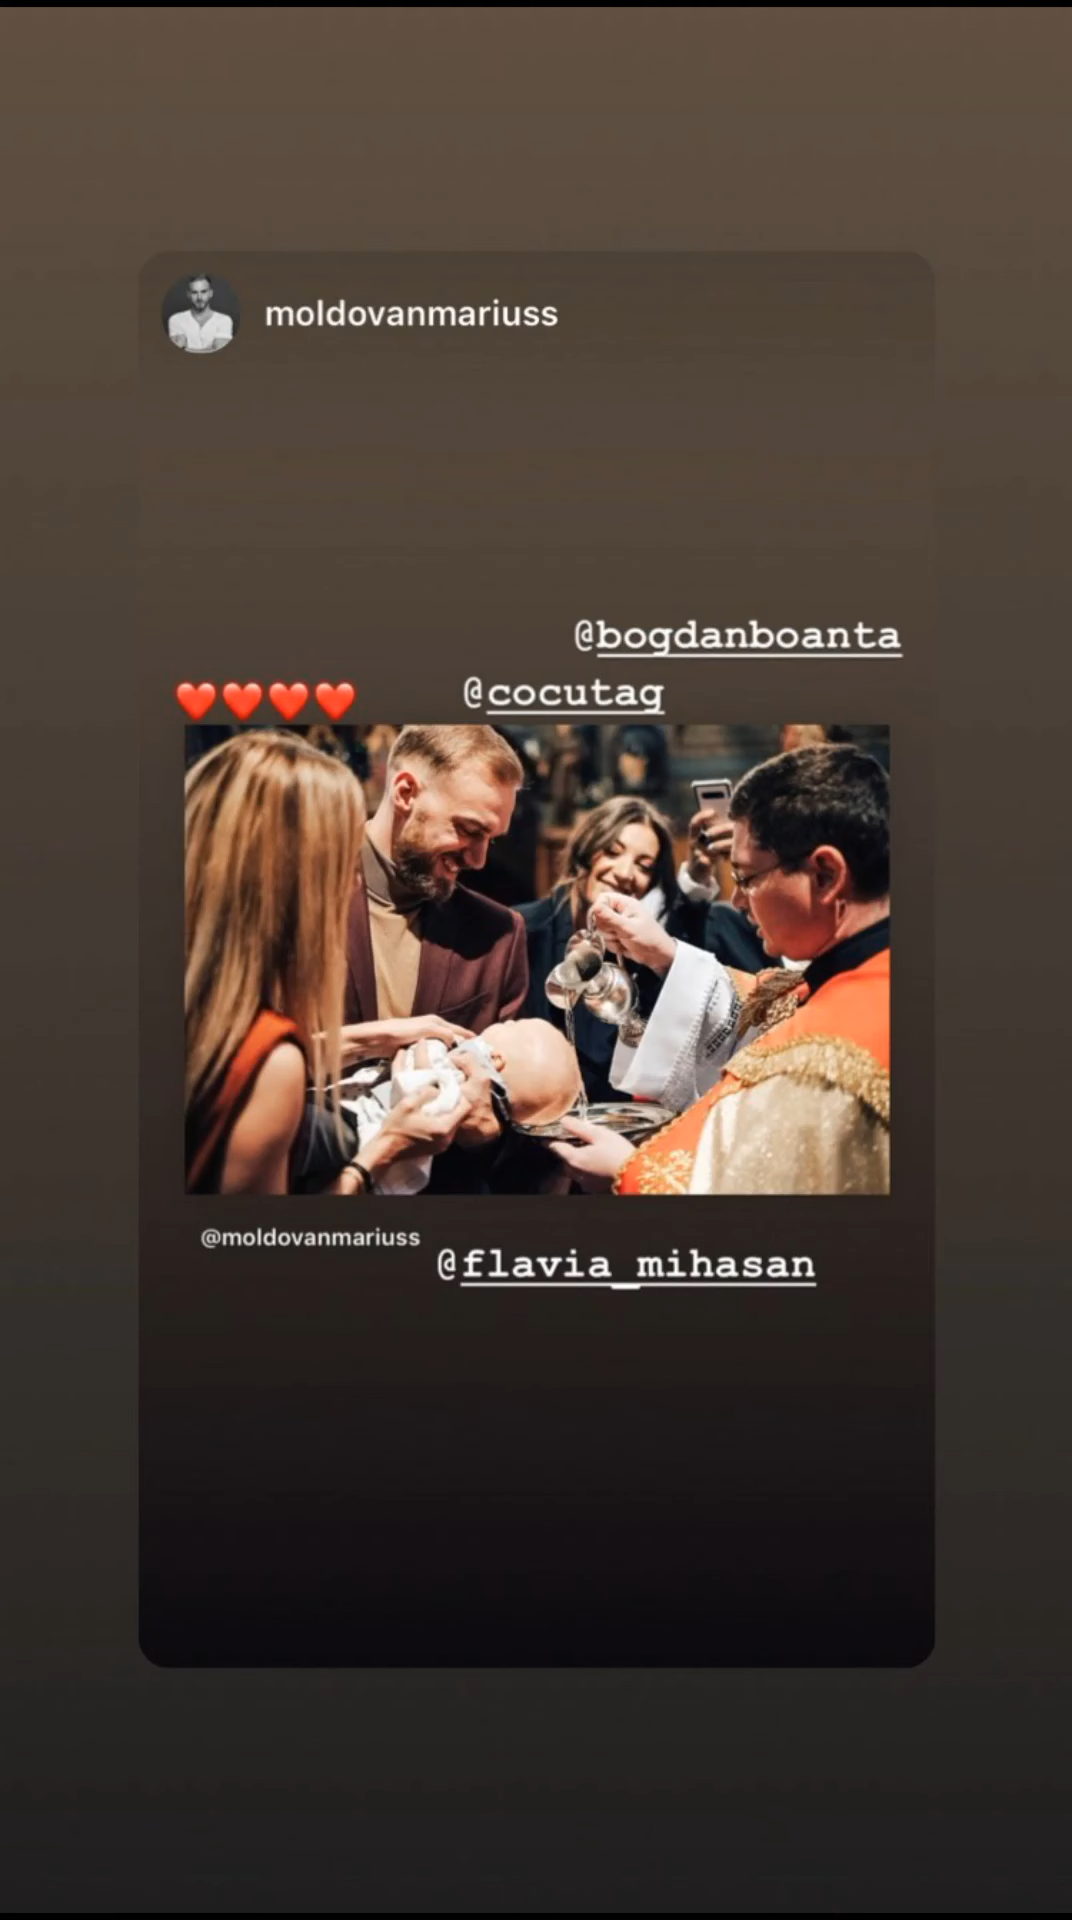 moldovanmariuss
@bogdanboanta
❤️❤️❤️❤️ @cocutag
@moldovanmariuss
@flavia_mihasan